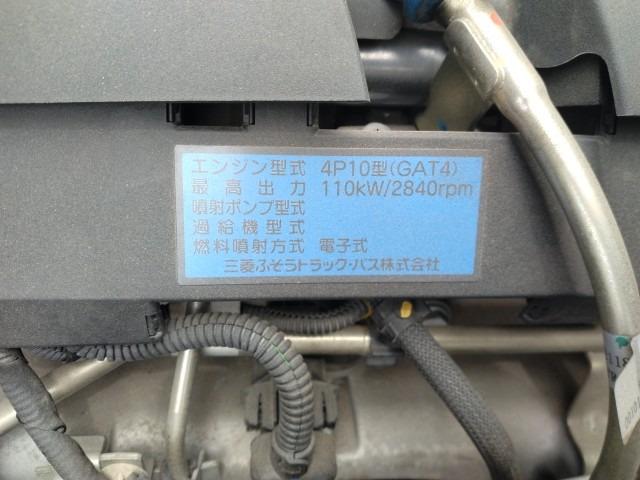 エンジン型式 4P10型(GAT4)
最高出力 110kW/2840rpm
噴射ポンプ型式
過給機型式
燃料噴射方式 電子式
三菱ふそうトラック・バス株式会社